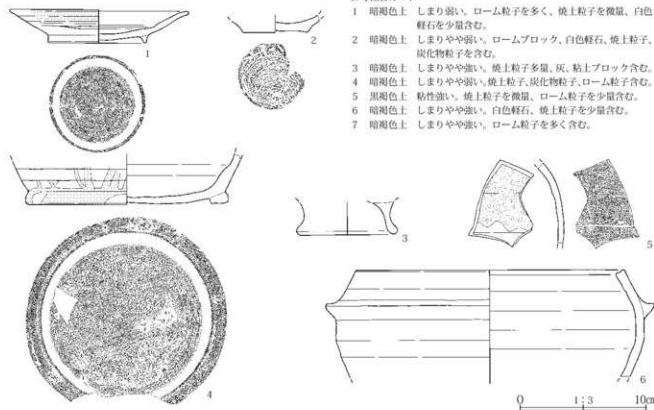 1　暗褐色土　しまり弱い。ローム粒子を多く、焼土粒子を微量、白色
軽石を少量含む。
2　暗褐色土　しまりやや弱い。ロームブロック、白色軽石、焼土粒子、
炭化物粒子を含む。
3　暗褐色土　しまりやや強い。焼土粒子多量、灰、粘土ブロック含む。
4　暗褐色土　しまりやや弱い。焼土粒子、炭化物粒子、ローム粒子含む。
5　黒褐色土　粘性強い。焼土粒子を微量、ローム粒子を少量含む。
6　暗褐色土　しまりやや強い。白色軽石、焼土粒子を少量含む。
7　暗褐色土　しまりやや強い。ローム粒子を多く含む。
1
2
3
5
4
6
0　1：3　10cm